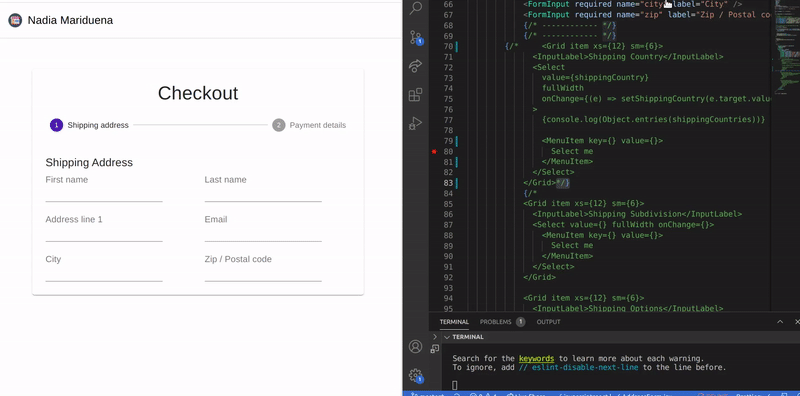 Nadia Mariduena
Checkout
1 Shipping address
2 Payment details
Shipping Address
First name
Last name
Address line 1
Email
City
Zip / Postal code
66 <FormInput required name="city" label="City" />
67 <FormInput required name="zip" label="Zip / Postal co
68 {/* ------------ */}
69 {/* ------------ */}
70 {/* <Grid item xs={12} sm={6}>
71 <InputLabel>Shipping Country</InputLabel>
72 <Select
73 value={shippingCountry}
74 fullWidth
75 onChange={(e) => setShippingCountry(e.target.value
76 >
77 {console.log(Object.entries(shippingCountries))}
78
79 <MenuItem key={} value={}>
80 Select me
81 </MenuItem>
82 </Select>
83 </Grid>*/}
84 {/*
85 <Grid item xs={12} sm={6}>
86 <InputLabel>Shipping Subdivision</InputLabel>
87 <Select value={} fullWidth onChange={}>
88 <MenuItem key={} value={}>
89 Select me
90 </MenuItem>
91 </Select>
92 </Grid>
93
94 <Grid item xs={12} sm={6}>
95 <InputLabel>Shipping Options</InputLabel>
TERMINAL PROBLEMS 1 OUTPUT
TERMINAL
Search for the keywords to learn more about each warning.
To ignore, add // eslint-disable-next-line to the line before.